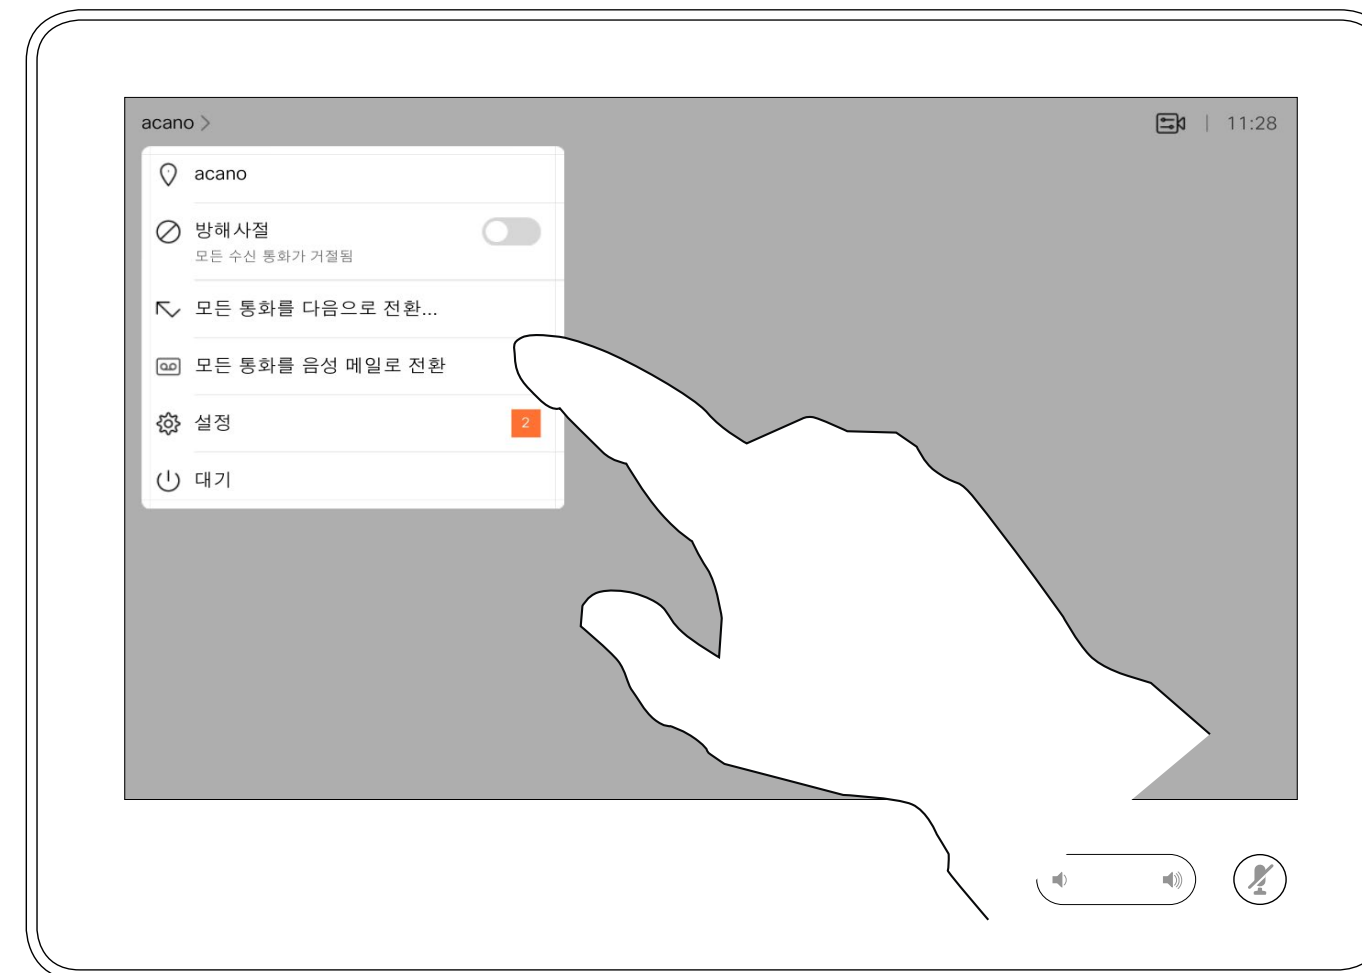 acano
11:28
acano
방해사절
모든 수신 통화가 거절됨
모든 통화를 다음으로 전환...
모든 통화를 음성 메일로 전환
설정
2
대기